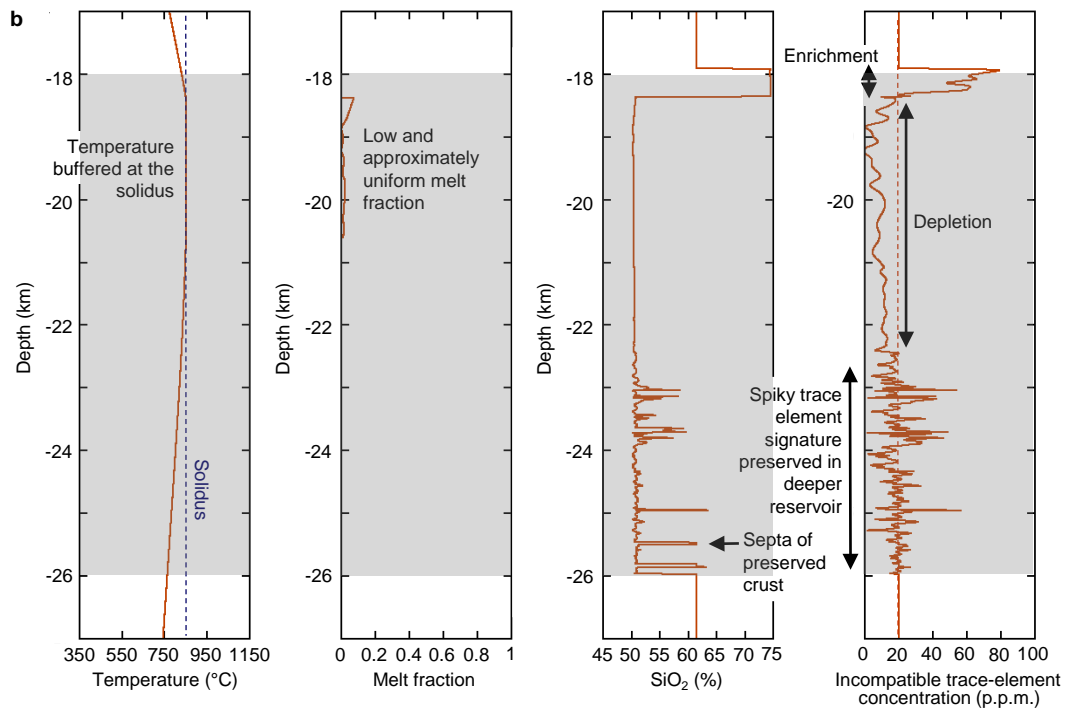 b
-18
-20
-22
-24
-26
Depth (km)
Temperature
buffered at the
solidus
Solidus
350 550 750 950 1150
Temperature (°C)
-18
-20
-22
-24
-26
Depth (km)
Low and
approximately
uniform melt
fraction
0 0.2 0.4 0.6 0.8 1
Melt fraction
-18
-20
-22
-24
-26
Depth (km)
Septa of
preserved
crust
45 50 55 60 65 70 75
SiO₂ (%)
Enrichment
-20
Depletion
Spiky trace
element
signature
preserved in
deeper
reservoir
0 20 40 60 80 100
Incompatible trace-element
concentration (p.p.m.)